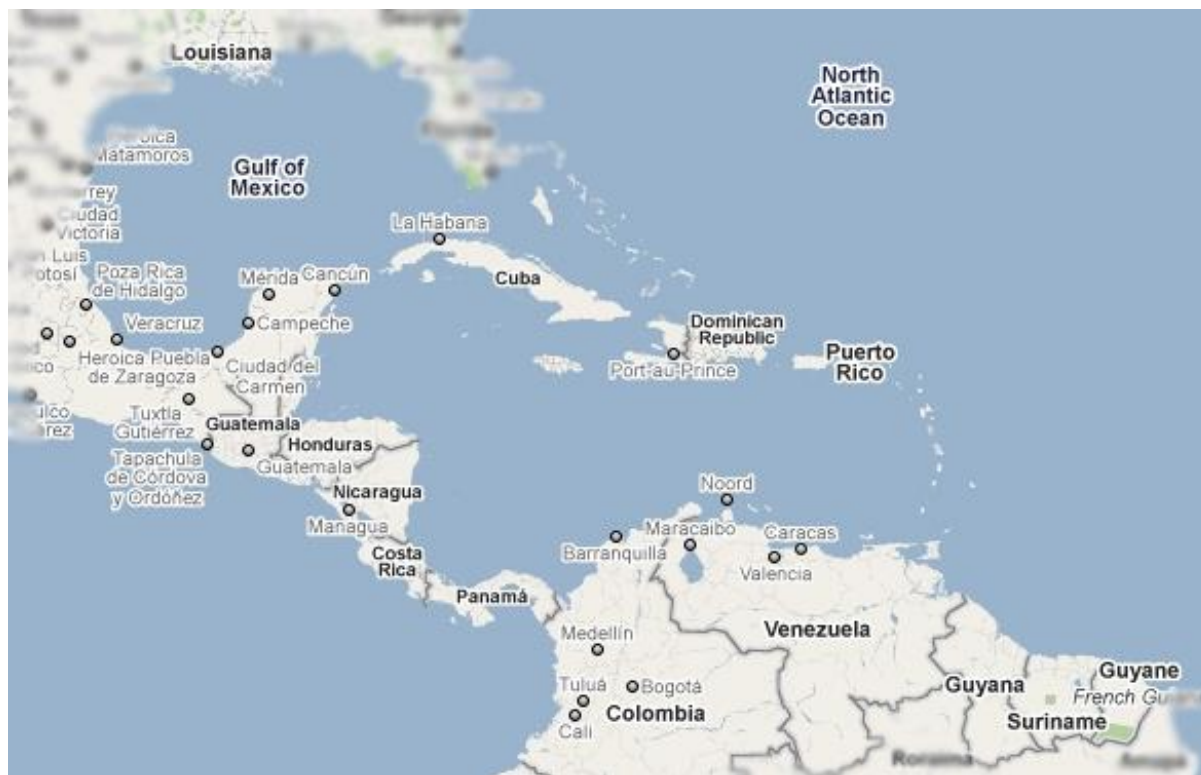 Louisiana
North
Atlantic
Ocean
Matamoros
Gulf of
Mexico
Ciudad
Victoria
La Habana
Poza Rica
de Hidalgo
Mérida
Cancún
Cuba
Veracruz
Campeche
Dominican
Republic
Heroica Puebla
de Zaragoza
Ciudad del
Carmen
Port-au-Prince
Puerto
Rico
Tuxtla
Gutiérrez
Guatemala
Honduras
Tapachula
de Córdova
y Ordóñez
Guatemala
Nicaragua
Noord
Managua
Maracaibo
Caracas
Barranquilla
Costa
Rica
Valencia
Panamá
Medellín
Venezuela
Tuluá
Bogotá
Guyana
Guyane
French Guiana
Colombia
Suriname
Cali